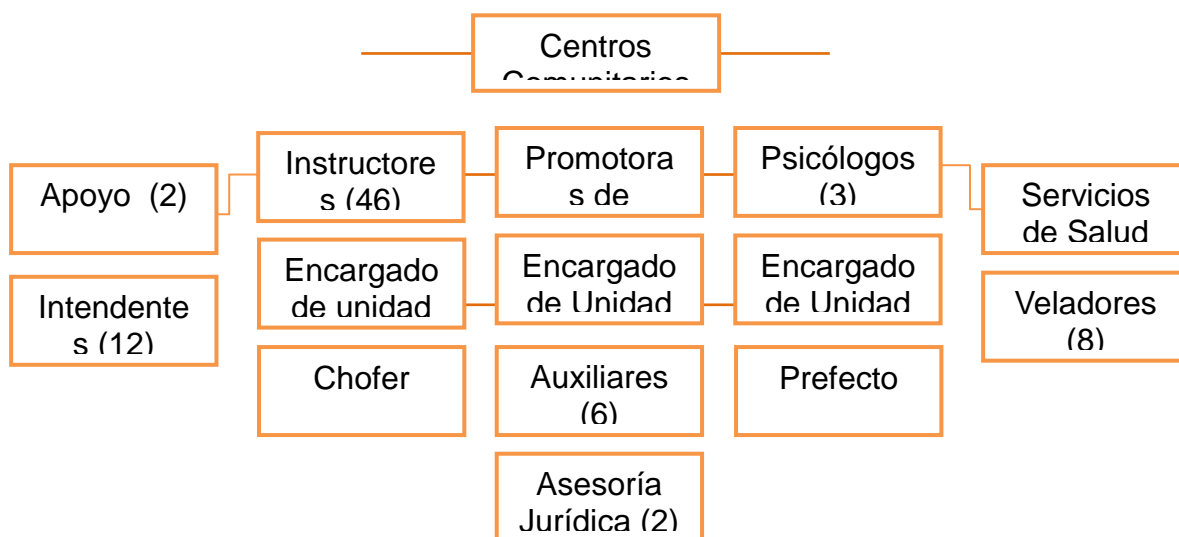 Centros
Comunitarios
Instructore
s (46)
Promotora
s de
Psicólogos
(3)
Apoyo (2)
Servicios
de Salud
Encargado
de unidad
Encargado
de Unidad
Encargado
de Unidad
Intendente
s (12)
Veladores
(8)
Chofer
Auxiliares
(6)
Prefecto
Asesoría
Jurídica (2)